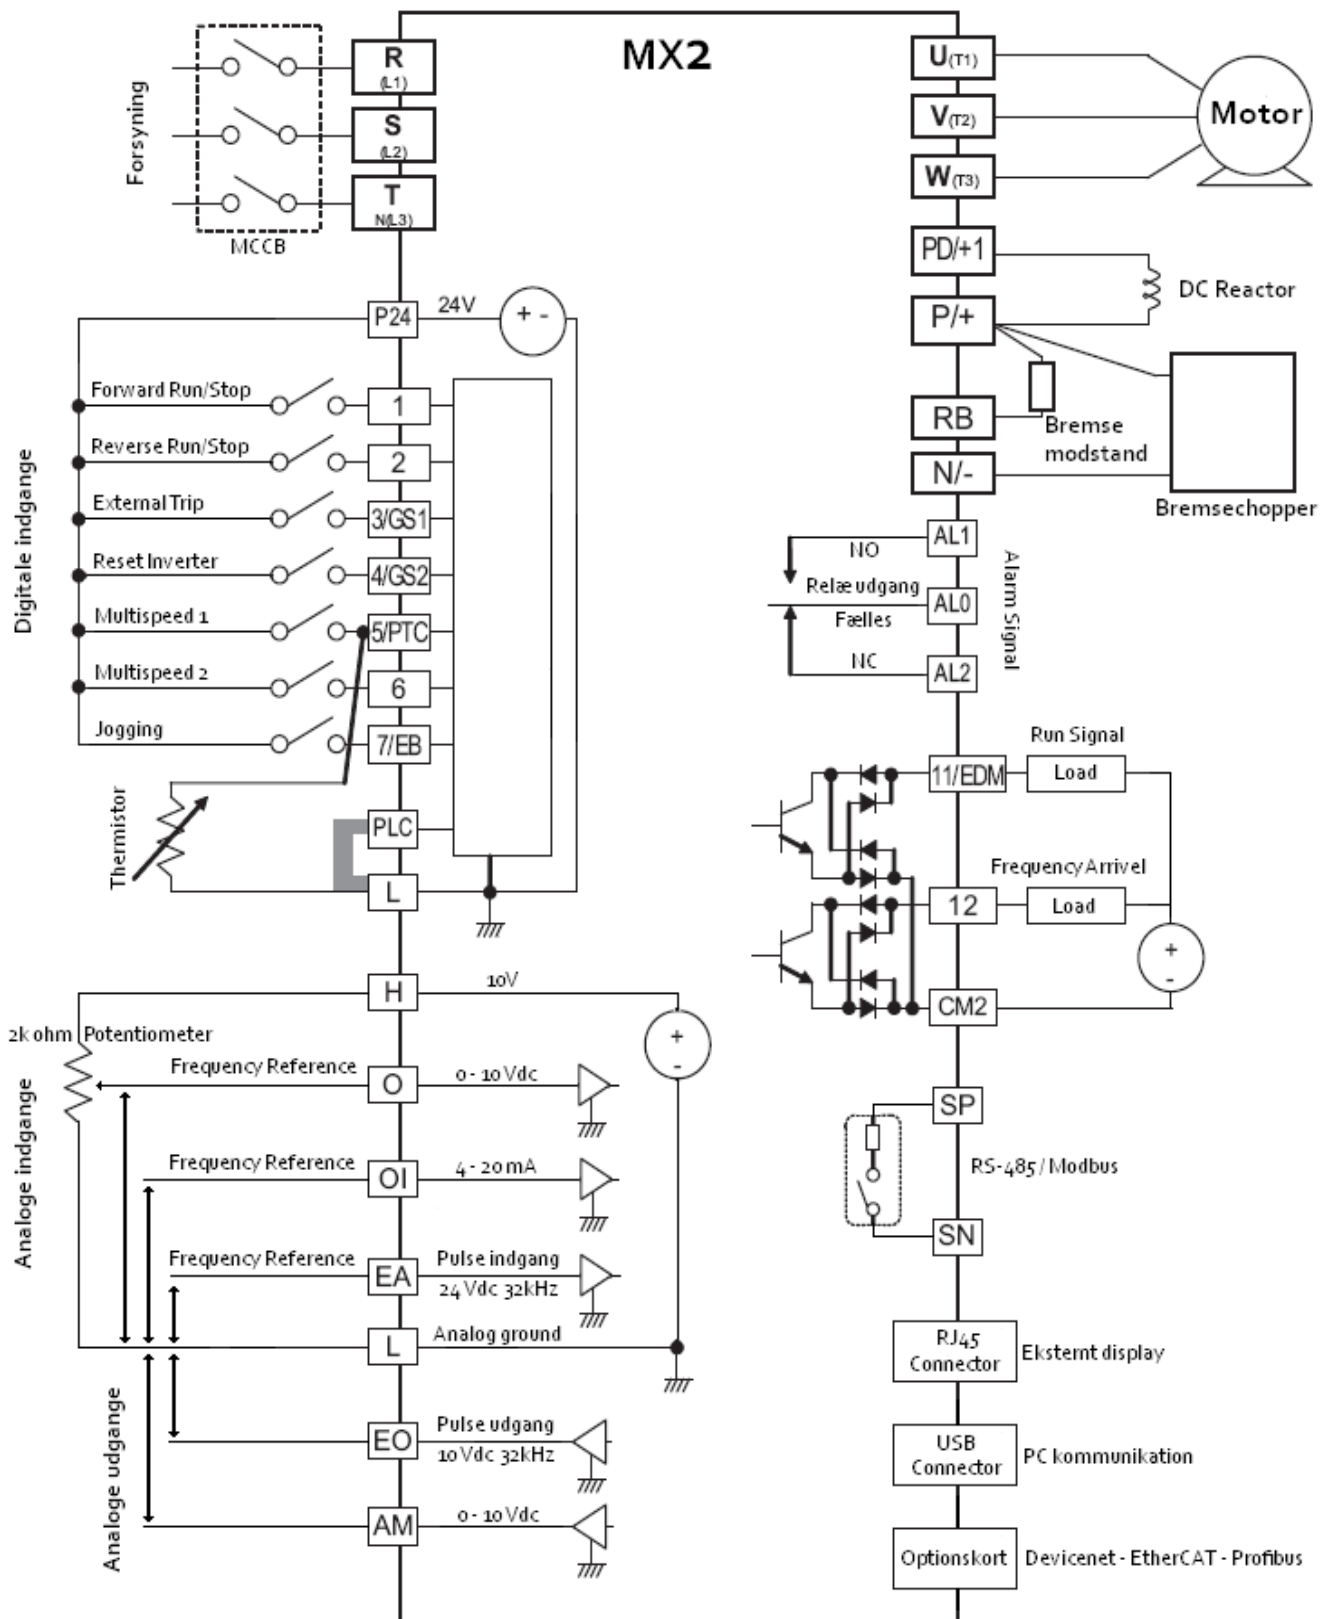 MX2
Forsyning
R
(L1)
S
(L2)
T
N(L3)
MCCB
P24
24V
+ -
Digitale indgange
Forward Run/Stop
1
Reverse Run/Stop
2
External Trip
3/GS1
Reset Inverter
4/GS2
Multispeed 1
5/PTC
Multispeed 2
6
Jogging
7/EB
Thermistor
PLC
L
H
10V
+
-
2k ohm Potentiometer
Analoge indgange
Frequency Reference
O
0 - 10 Vdc
Frequency Reference
OI
4 - 20 mA
Frequency Reference
EA
Pulse indgang
24 Vdc 32kHz
L
Analog ground
Analoge udgange
EO
Pulse udgang
10 Vdc 32kHz
AM
0 - 10 Vdc
U(T1)
V(T2)
W(T3)
Motor
PD/+1
P/+
DC Reactor
RB
Bremse
modstand
N/-
Bremsechopper
AL1
NO
Relæ udgang
AL0
Fælles
NC
AL2
Alarm Signal
Run Signal
11/EDM
Load
Frequency Arrivel
12
Load
+
-
CM2
SP
RS-485 / Modbus
SN
RJ45
Connector
Eksternt display
USB
Connector
PC kommunikation
Optionskort
Devicenet - EtherCAT - Profibus